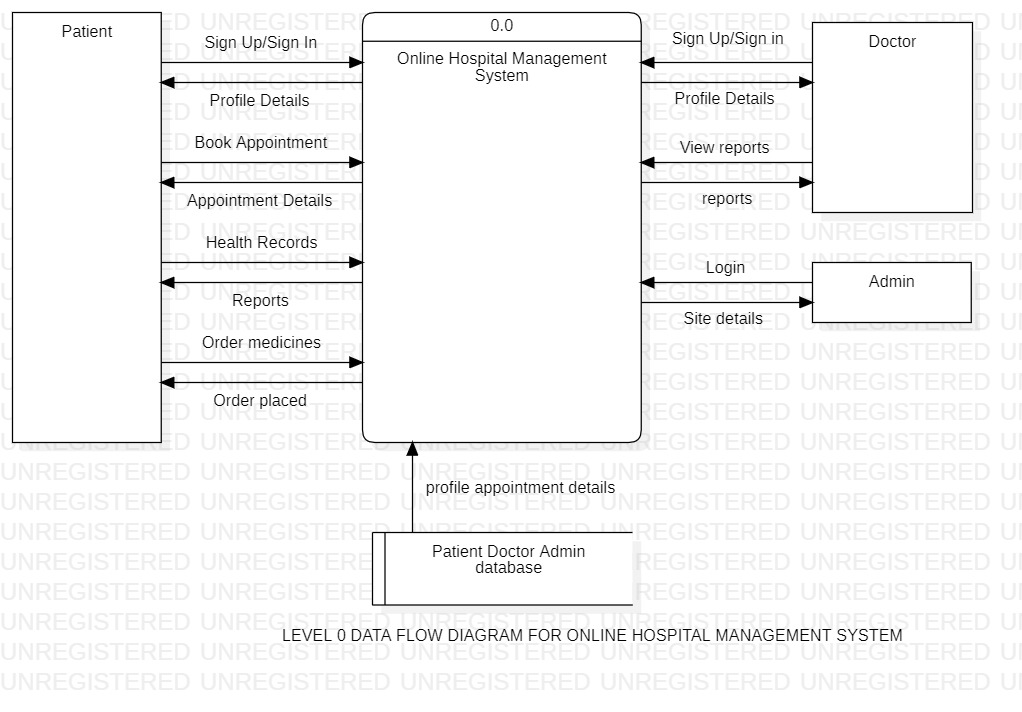 Patient
0.0
Online Hospital Management
System
Doctor
Sign Up/Sign In
Profile Details
Book Appointment
Appointment Details
Health Records
Reports
Order medicines
Order placed
Sign Up/Sign in
Profile Details
View reports
reports
Login
Admin
Site details
profile appointment details
Patient Doctor Admin
database
LEVEL 0 DATA FLOW DIAGRAM FOR ONLINE HOSPITAL MANAGEMENT SYSTEM
UNREGISTERED UNREGISTERED UNREGISTERED UNREGISTERED UNREGISTERED